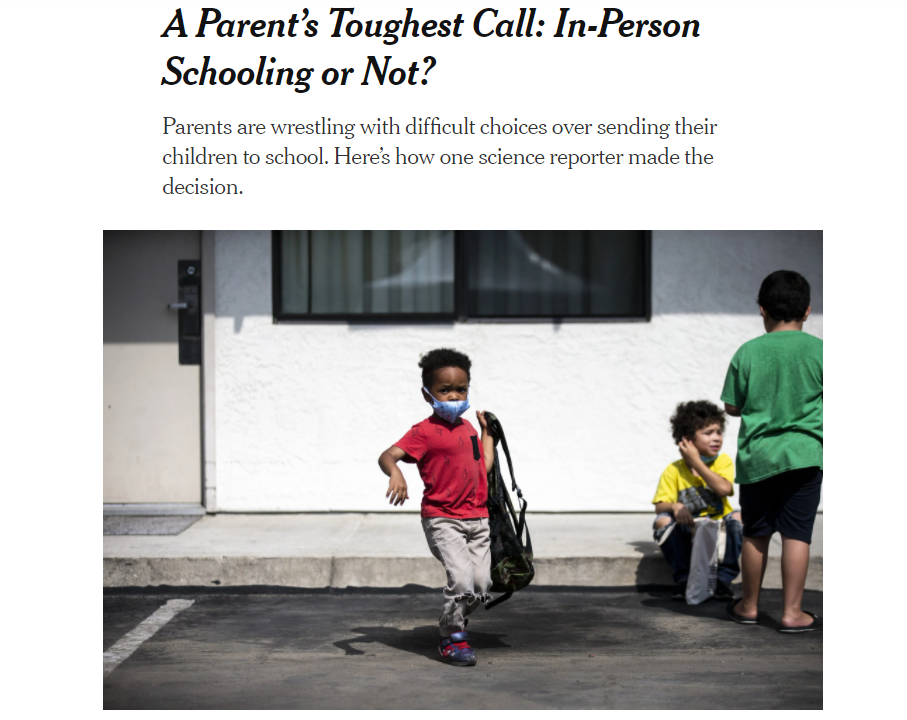 A Parent’s Toughest Call: In-Person
Schooling or Not?
Parents are wrestling with difficult choices over sending their
children to school. Here’s how one science reporter made the
decision.